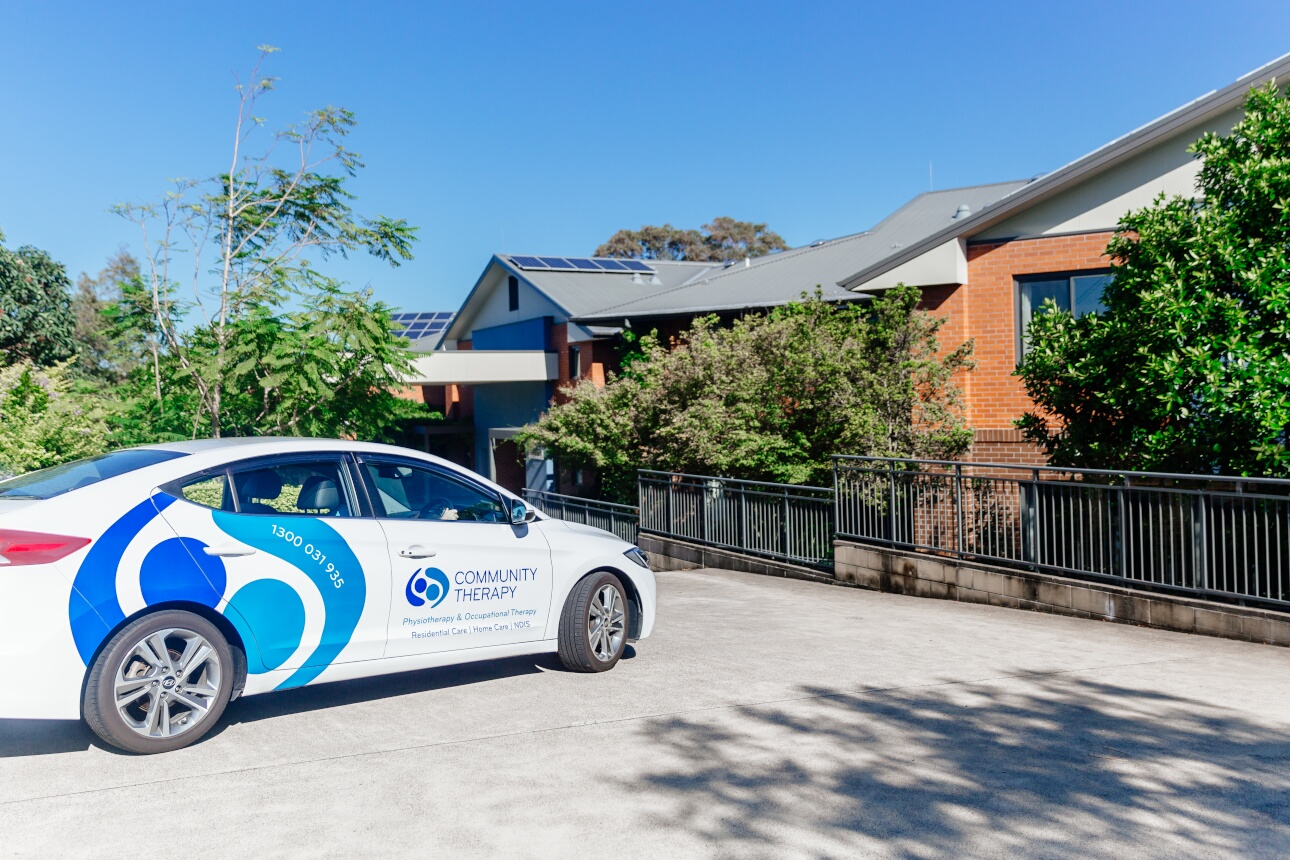 1300 031 935
COMMUNITY
THERAPY
Physiotherapy & Occupational Therapy
Residential Care | Home Care | NDIS